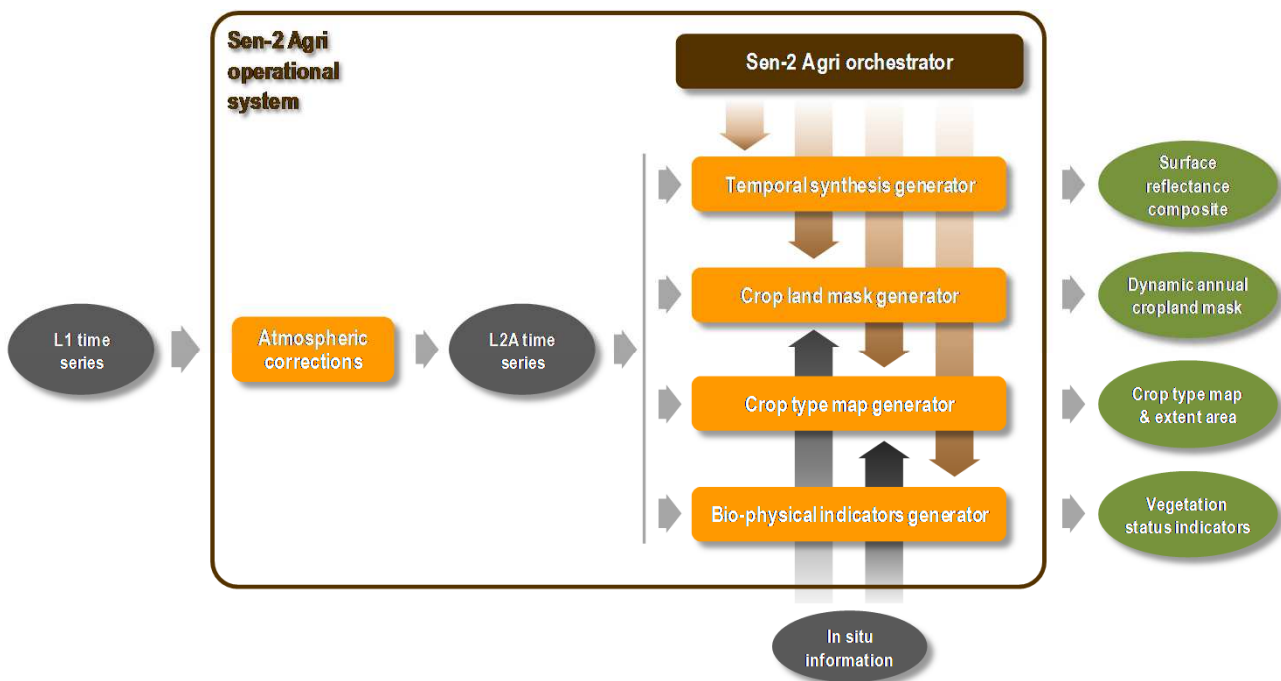 Sen-2 Agri
operational
system
Sen-2 Agri orchestrator
Temporal synthesis generator
Surface
reflectance
composite
Crop land mask generator
Dynamic annual
cropland mask
L1 time
series
Atmospheric
corrections
L2A time
series
Crop type map generator
Crop type map
& extent area
Bio-physical indicators generator
Vegetation
status indicators
In situ
information